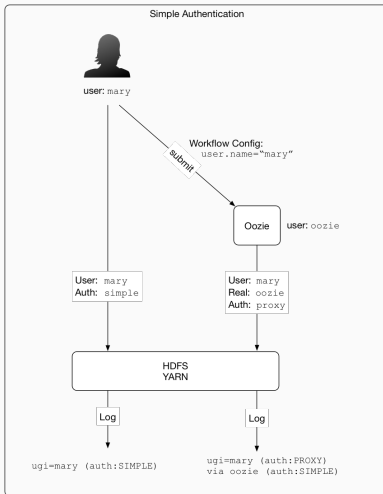 Simple Authentication
user: mary
Workflow Config:
user.name="mary"
submit
Oozie
user: oozie
User: mary
Auth: simple
User: mary
Real: oozie
Auth: proxy
HDFS
YARN
Log
Log
ugi=mary (auth:SIMPLE)
ugi=mary (auth:PROXY)
via oozie (auth:SIMPLE)